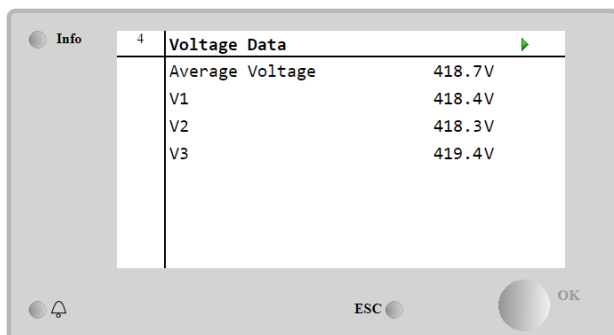 Info
4 Voltage Data
Average Voltage 418.7V
V1 418.4V
V2 418.3V
V3 419.4V
ESC OK